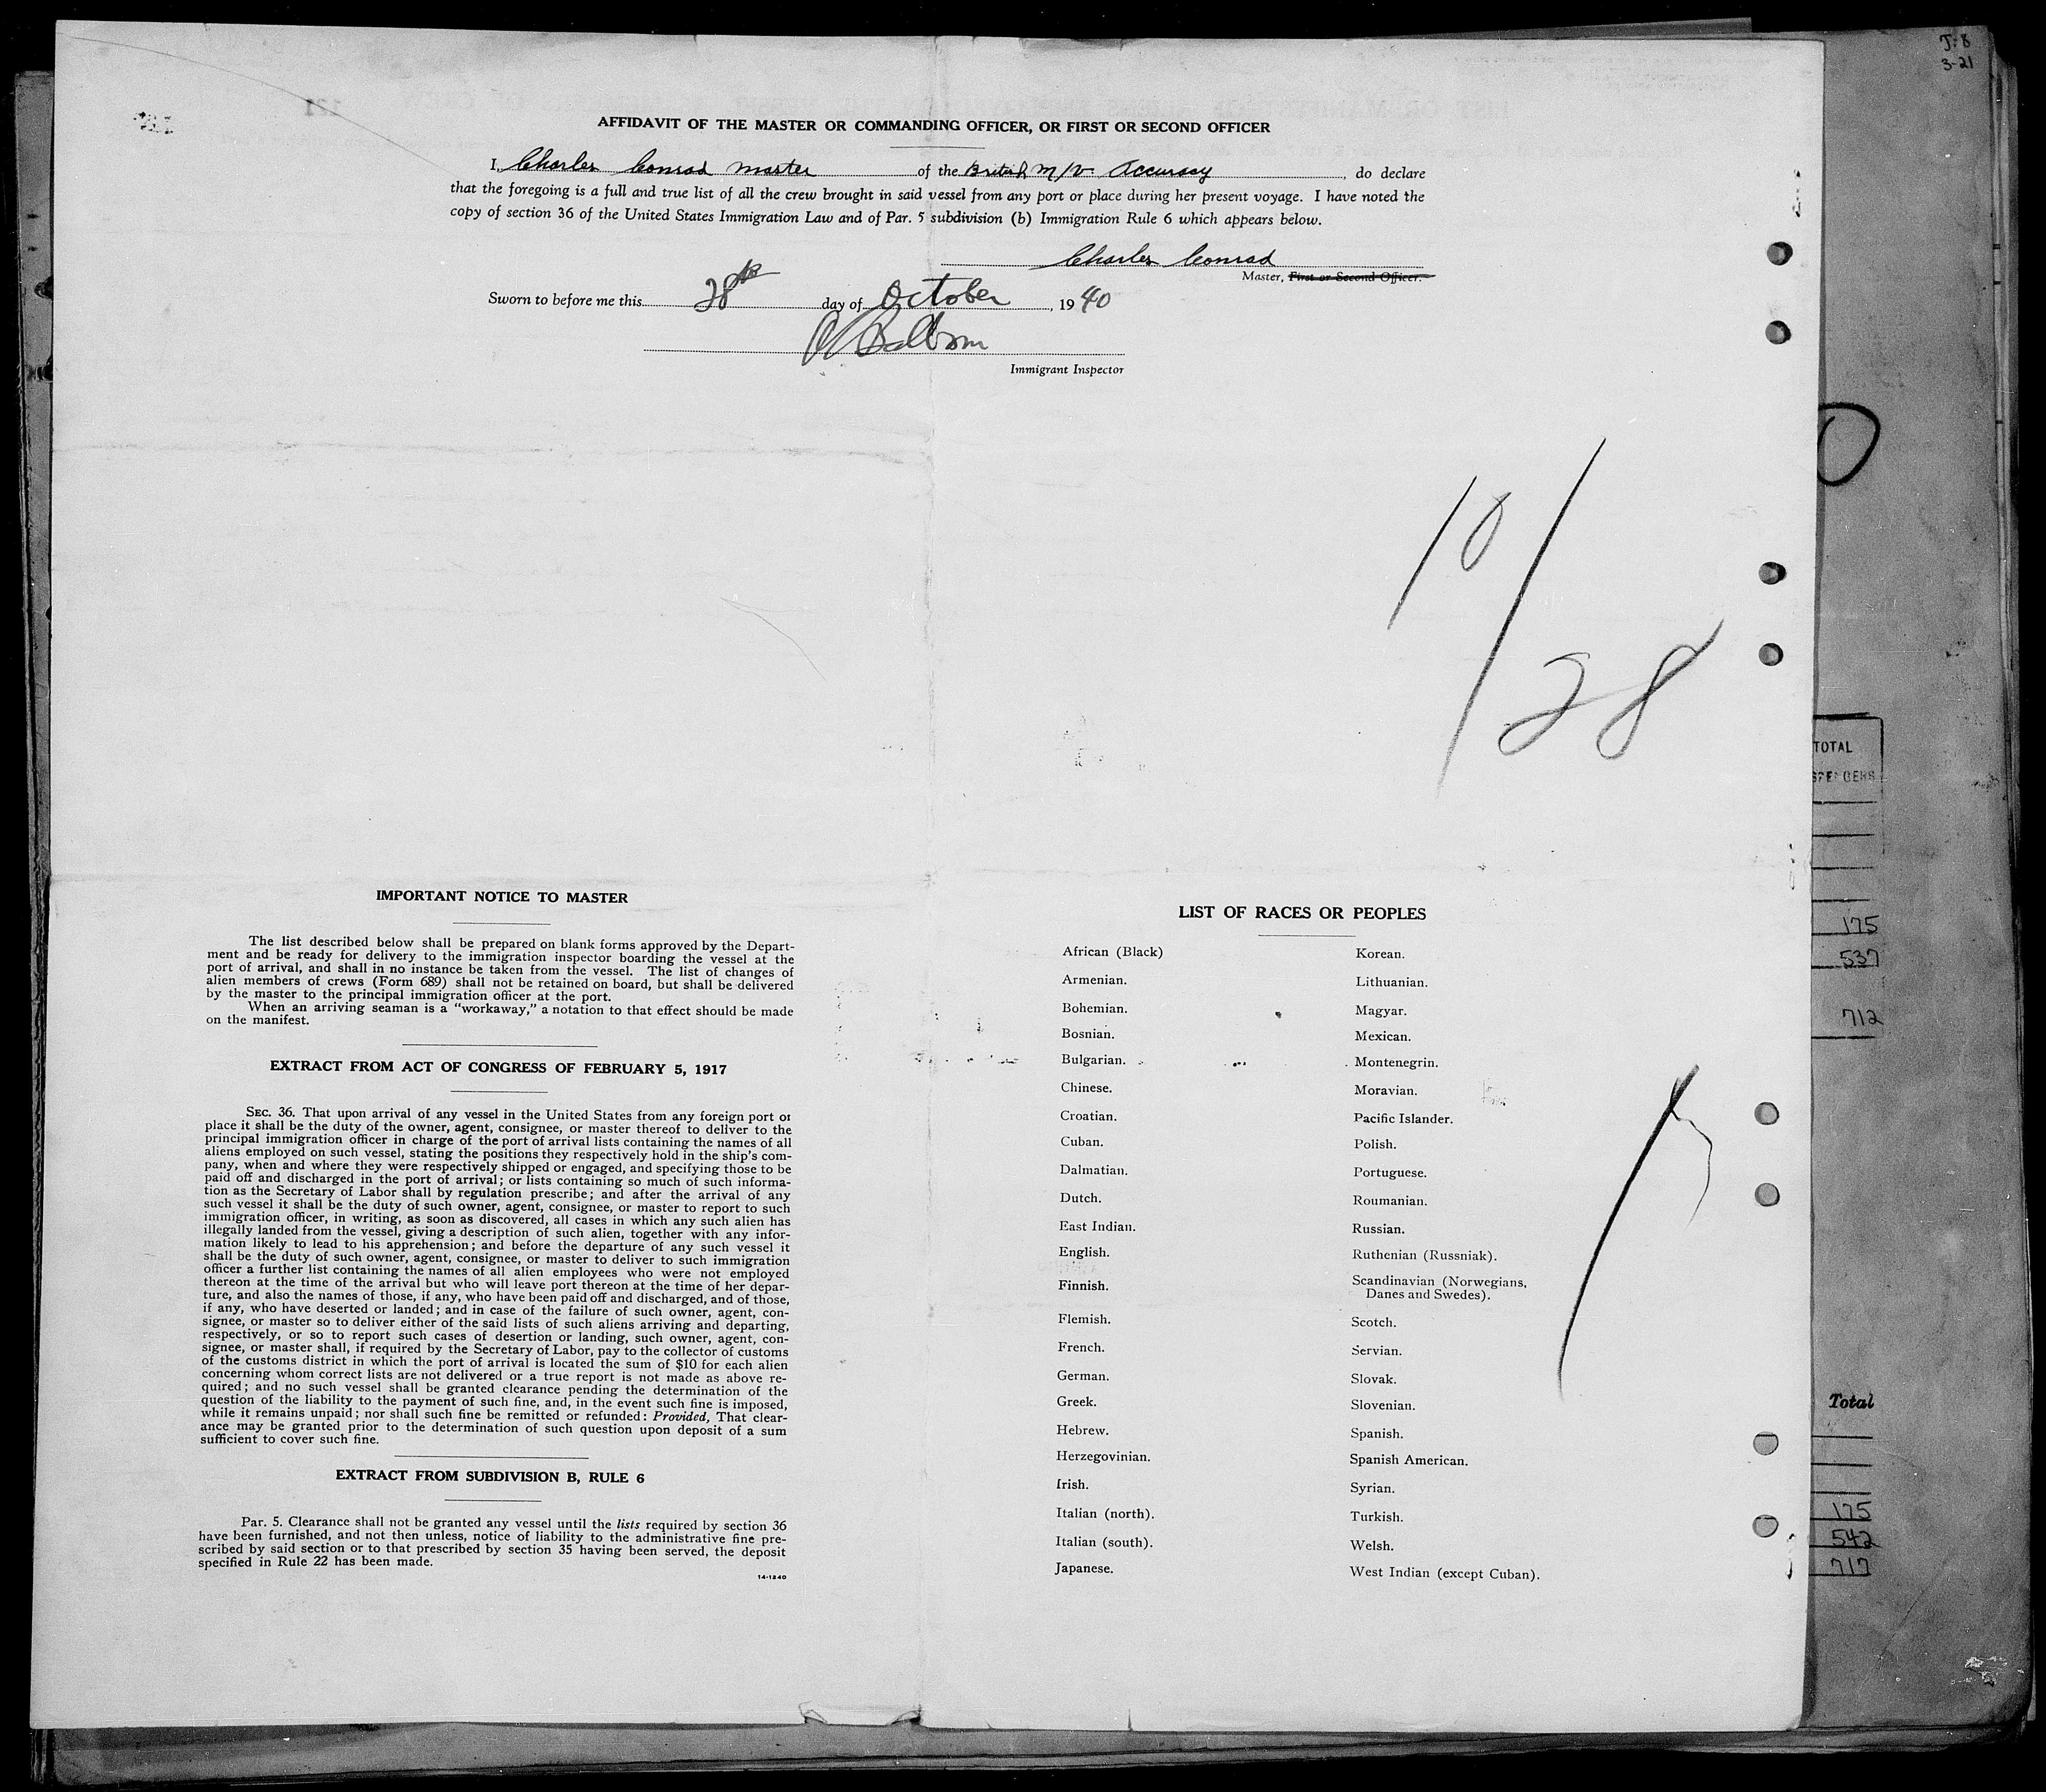 J:8
3-21
121
AFFIDAVIT OF THE MASTER OR COMMANDING OFFICER, OR FIRST OR SECOND OFFICER
I, Charles Conrad master of the British M/V Accuracy, do declare
that the foregoing is a full and true list of all the crew brought in said vessel from any port or place during her present voyage. I have noted the
copy of section 36 of the United States Immigration Law and of Par. 5 subdivision (b) Immigration Rule 6 which appears below.
Charles Conrad
Master, First or Second Officer.
Sworn to before me this 28th day of October, 1940
Immigrant Inspector
10/28
IMPORTANT NOTICE TO MASTER
The list described below shall be prepared on blank forms approved by the Depart-
ment and be ready for delivery to the immigration inspector boarding the vessel at the
port of arrival, and shall in no instance be taken from the vessel. The list of changes of
alien members of crews (Form 689) shall not be retained on board, but shall be delivered
by the master to the principal immigration officer at the port.
When an arriving seaman is a "workaway," a notation to that effect should be made
on the manifest.
EXTRACT FROM ACT OF CONGRESS OF FEBRUARY 5, 1917
SEC. 36. That upon arrival of any vessel in the United States from any foreign port or
place it shall be the duty of the owner, agent, consignee, or master thereof to deliver to the
principal immigration officer in charge of the port of arrival lists containing the names of all
aliens employed on such vessel, stating the positions they respectively hold in the ship's com-
pany, when and where they were respectively shipped or engaged, and specifying those to be
paid off and discharged in the port of arrival; or lists containing so much of such informa-
tion as the Secretary of Labor shall by regulation prescribe; and after the arrival of any
such vessel it shall be the duty of such owner, agent, consignee, or master to report to such
immigration officer, in writing, as soon as discovered, all cases in which any such alien has
illegally landed from the vessel, giving a description of such alien, together with any infor-
mation likely to lead to his apprehension; and before the departure of any such vessel it
shall be the duty of such owner, agent, consignee, or master to deliver to such immigration
officer a further list containing the names of all alien employees who were not employed
thereon at the time of the arrival but who will leave port thereon at the time of her depar-
ture, and also the names of those, if any, who have been paid off and discharged, and of those,
if any, who have deserted or landed; and in case of the failure of such owner, agent, con-
signee, or master so to deliver either of the said lists of such aliens arriving and departing,
respectively, or so to report such cases of desertion or landing, such owner, agent, con-
signee, or master shall, if required by the Secretary of Labor, pay to the collector of customs
of the customs district in which the port of arrival is located the sum of $10 for each alien
concerning whom correct lists are not delivered or a true report is not made as above re-
quired; and no such vessel shall be granted clearance pending the determination of the
question of the liability to the payment of such fine, and, in the event such fine is imposed,
while it remains unpaid; nor shall such fine be remitted or refunded: Provided, That clear-
ance may be granted prior to the determination of such question upon deposit of a sum
sufficient to cover such fine.
EXTRACT FROM SUBDIVISION B, RULE 6
Par. 5. Clearance shall not be granted any vessel until the lists required by section 36
have been furnished, and not then unless, notice of liability to the administrative fine pre-
scribed by said section or to that prescribed by section 35 having been served, the deposit
specified in Rule 22 has been made.
14-1240
LIST OF RACES OR PEOPLES
African (Black)
Armenian.
Bohemian.
Bosnian.
Bulgarian.
Chinese.
Croatian.
Cuban.
Dalmatian.
Dutch.
East Indian.
English.
Finnish.
Flemish.
French.
German.
Greek.
Hebrew.
Herzegovinian.
Irish.
Italian (north).
Italian (south).
Japanese.
Korean.
Lithuanian.
Magyar.
Mexican.
Montenegrin.
Moravian.
Pacific Islander.
Polish.
Portuguese.
Roumanian.
Russian.
Ruthenian (Russniak).
Scandinavian (Norwegians,
Danes and Swedes).
Scotch.
Servian.
Slovak.
Slovenian.
Spanish.
Spanish American.
Syrian.
Turkish.
Welsh.
West Indian (except Cuban).
TOTAL
175
537
712
Total
175
542
717